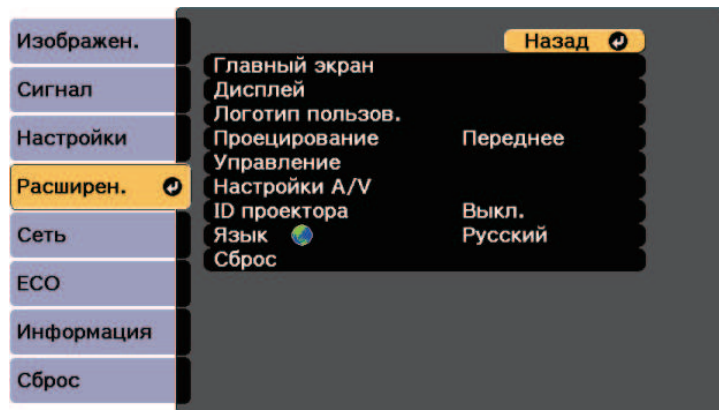 Изображен.
Сигнал
Настройки
Расширен.
Сеть
ECO
Информация
Сброс
Назад
Главный экран
Дисплей
Логотип пользов.
Проецирование Переднее
Управление
Настройки A/V
ID проектора Выкл.
Язык Русский
Сброс